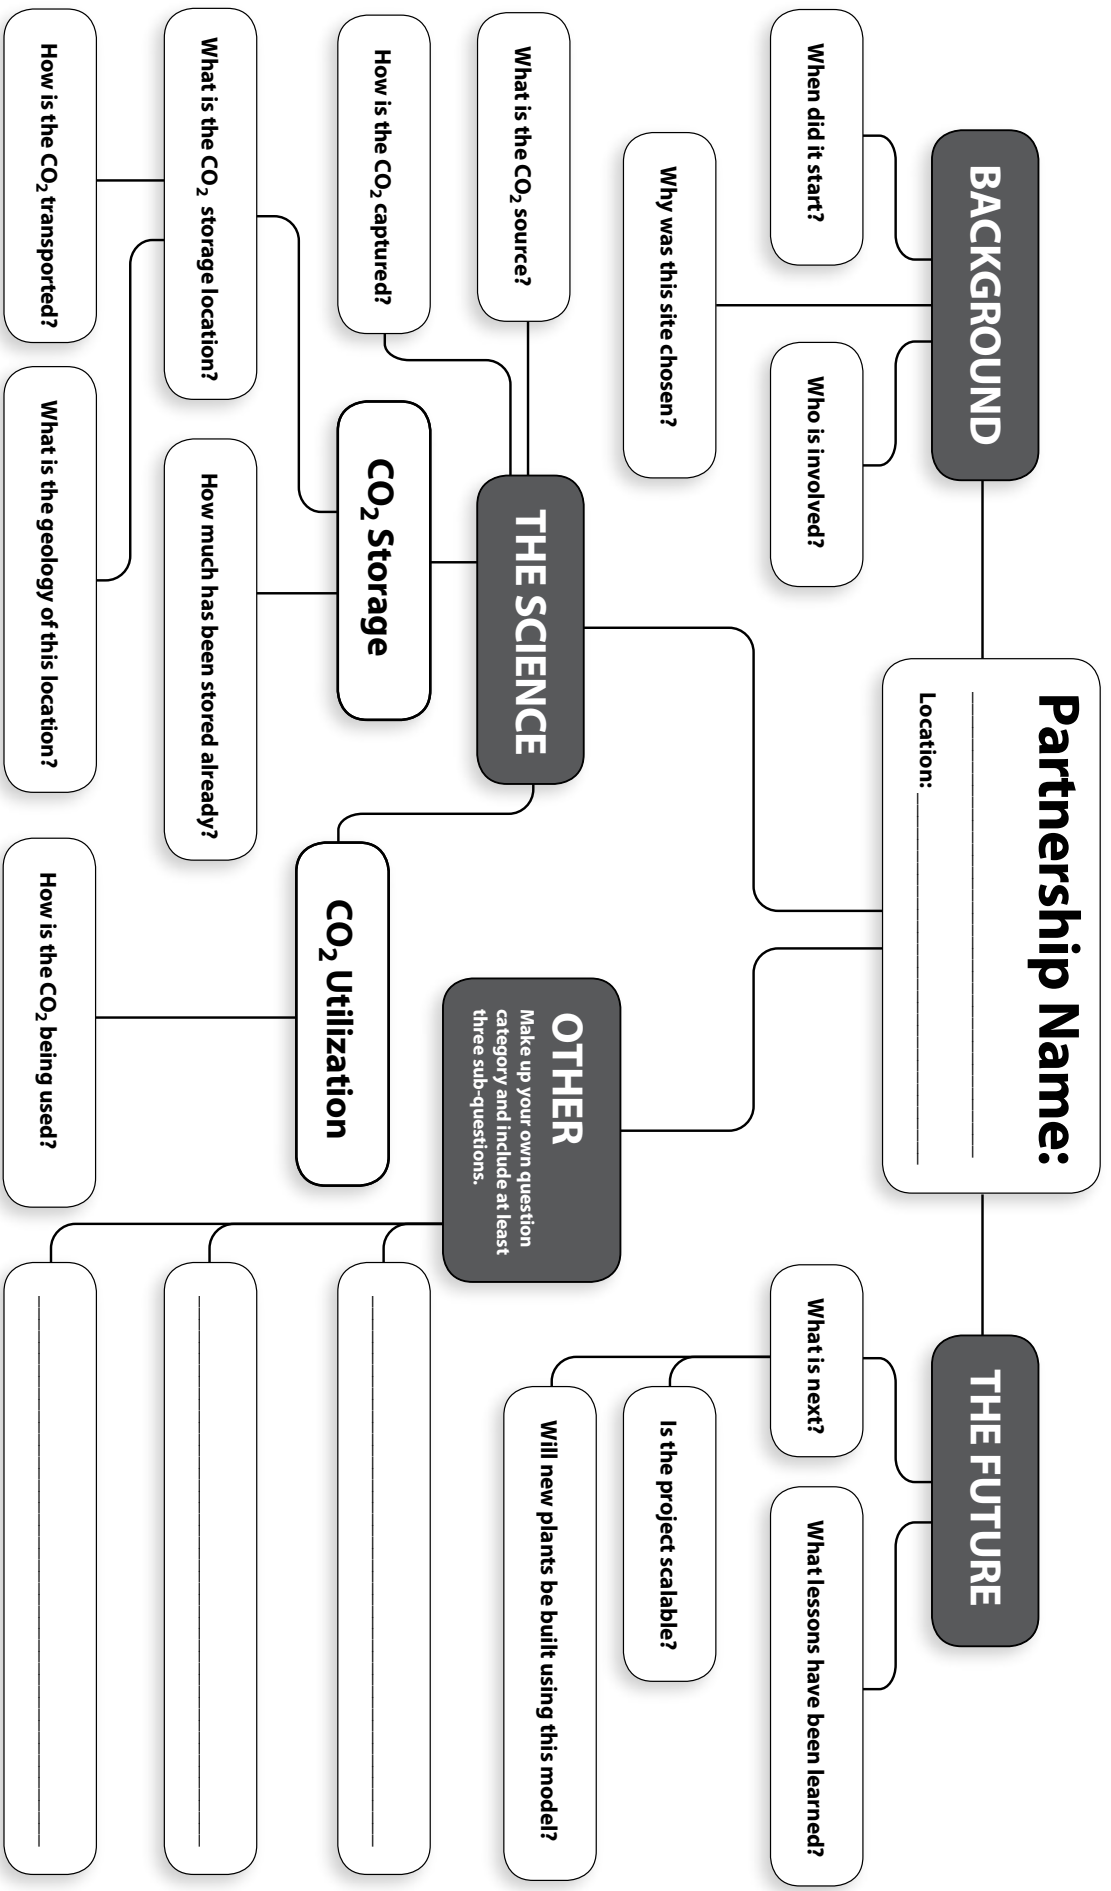 Partnership Name:
Location:
BACKGROUND
When did it start?
Who is involved?
Why was this site chosen?
THE SCIENCE
What is the CO₂ source?
How is the CO₂ captured?
CO₂ Storage
What is the CO₂ storage location?
How much has been stored already?
How is the CO₂ transported?
What is the geology of this location?
CO₂ Utilization
How is the CO₂ being used?
OTHER
Make up your own question
category and include at least
three sub-questions.
THE FUTURE
What is next?
What lessons have been learned?
Is the project scalable?
Will new plants be built using this model?